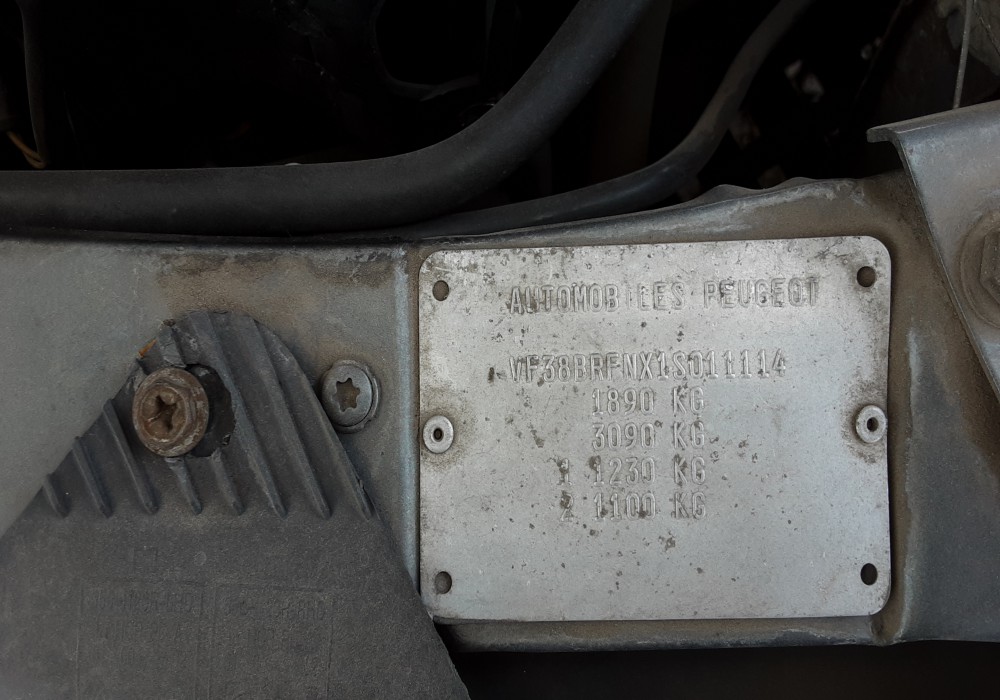 AUTOMOBILES PEUGEOT
VF38BRFNX1S011114
1890 KG
3090 KG
1 1230 KG
2 1100 KG